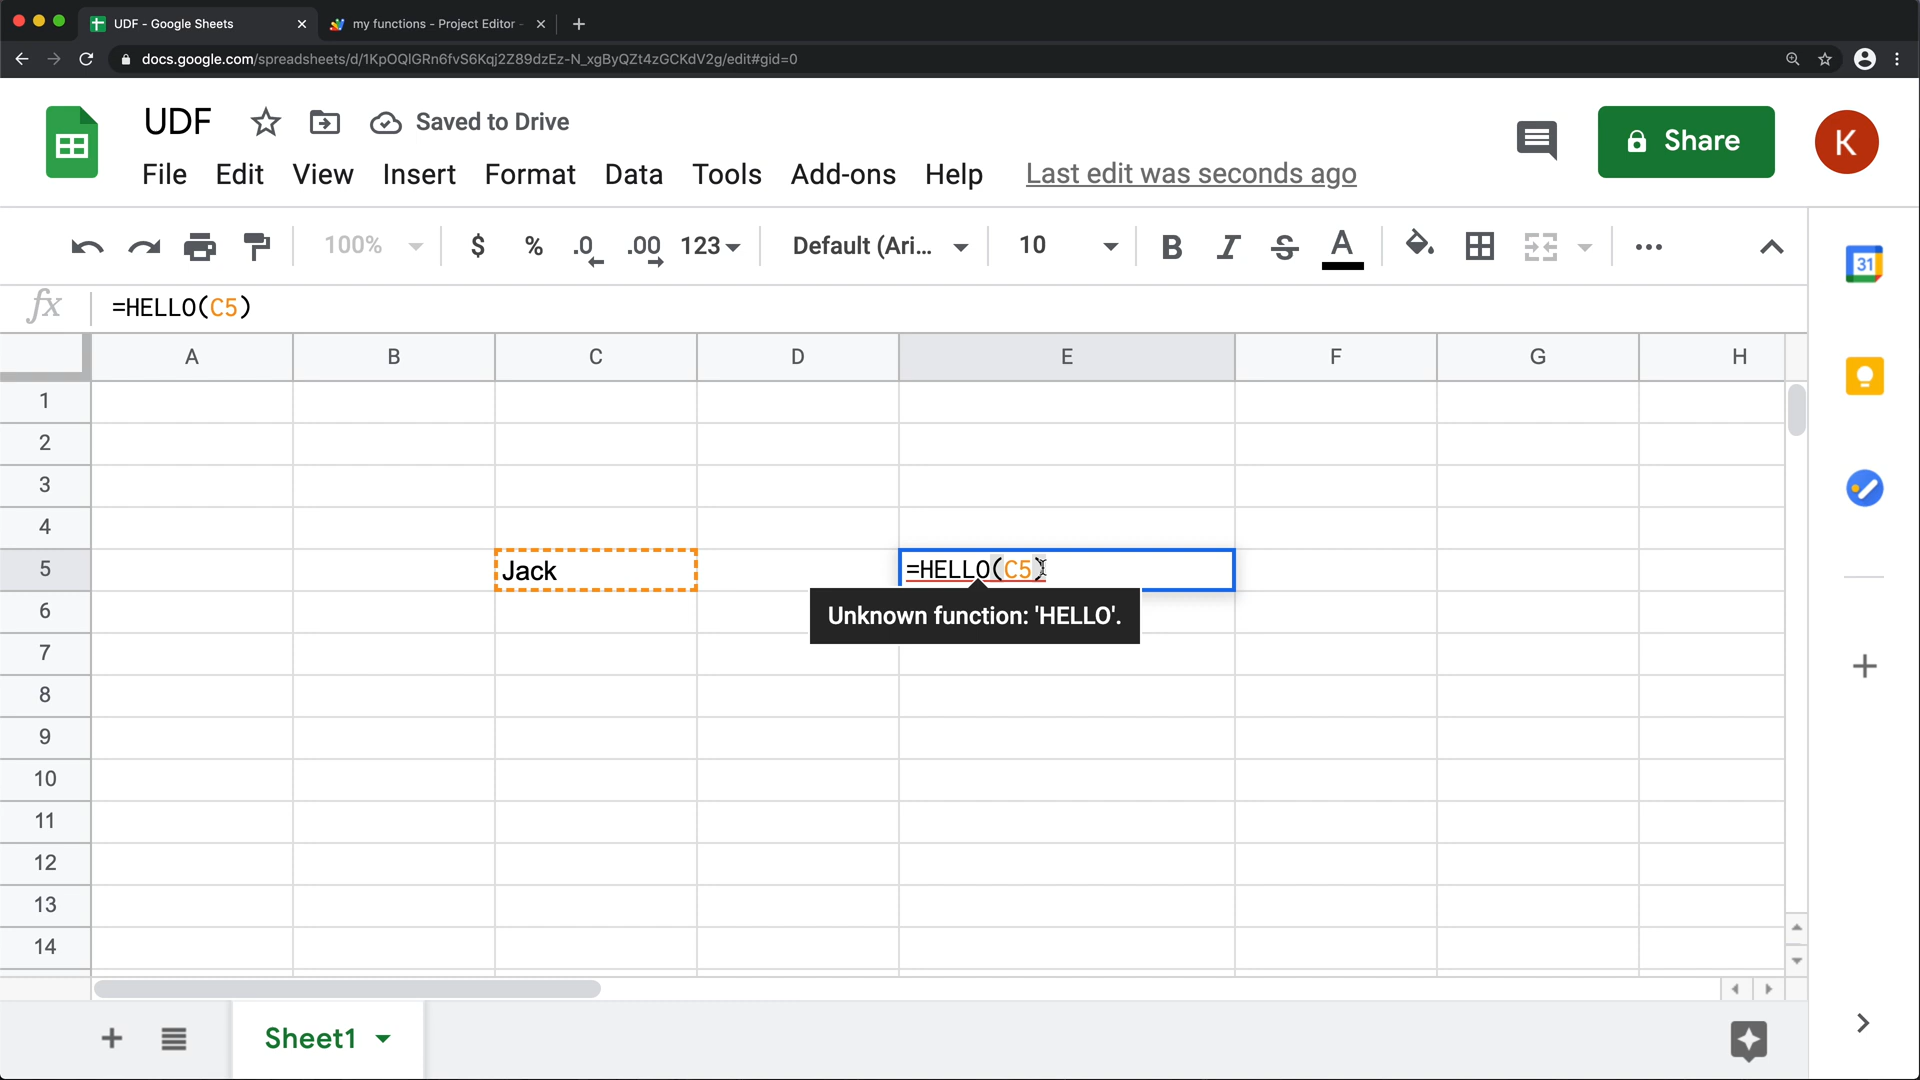 UDF - Google Sheets
my functions - Project Editor -
docs.google.com/spreadsheets/d/1KpOQIGRn6fvS6Kqj2Z89dzEz-N_xgByQZt4zGCKdV2g/edit#gid=0
UDF
Saved to Drive
File Edit View Insert Format Data Tools Add-ons Help Last edit was seconds ago
Share
K
100% $ % .0 .00 123 Default (Ari... 10 B I S A
31
fx =HELLO(C5)
A B C D E F G H
1
2
3
4
5 Jack =HELLO(C5)
Unknown function: 'HELLO'.
6
7
8
9
10
11
12
13
14
Sheet1